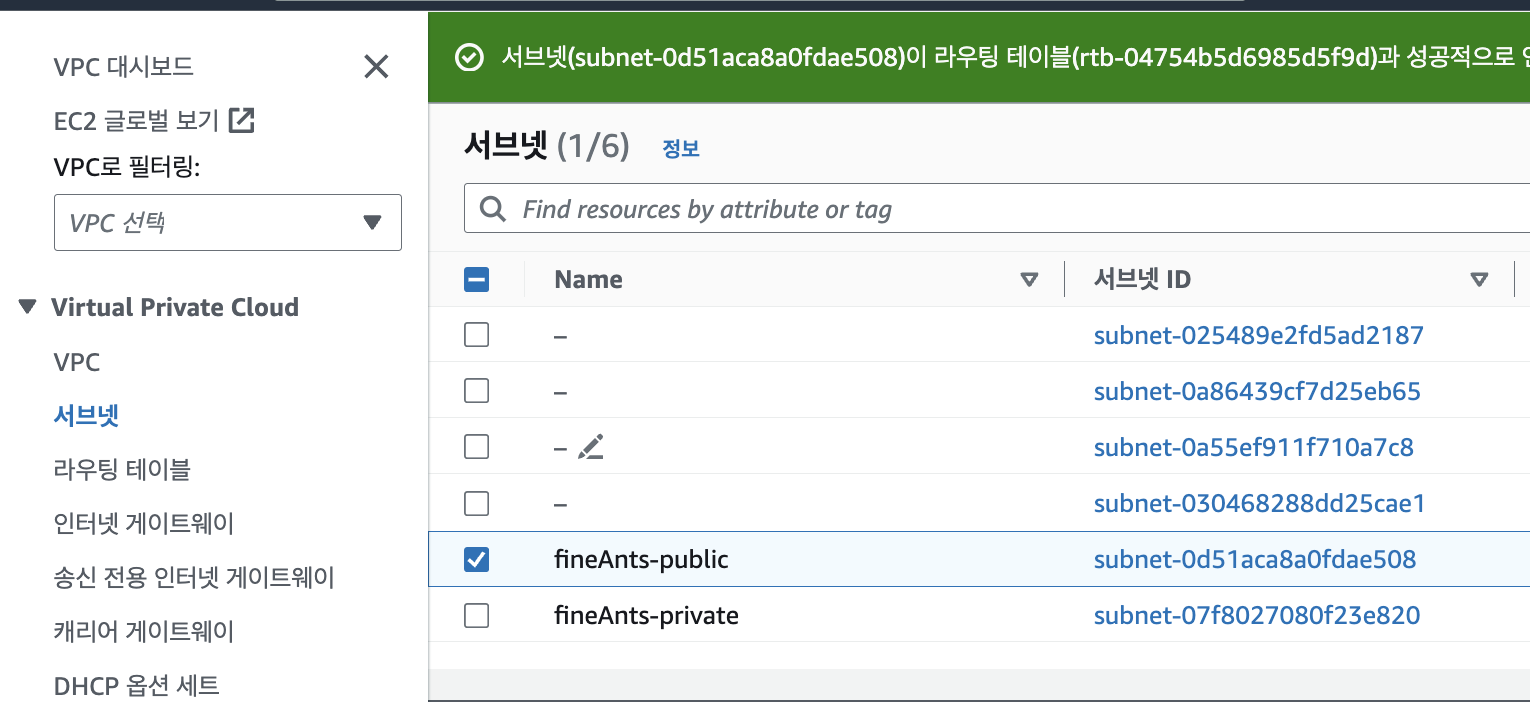 VPC 대시보드
EC2 글로벌 보기
VPC로 필터링:
VPC 선택
Virtual Private Cloud
VPC
서브넷
라우팅 테이블
인터넷 게이트웨이
송신 전용 인터넷 게이트웨이
캐리어 게이트웨이
DHCP 옵션 세트
서브넷(subnet-0d51aca8a0fdae508)이 라우팅 테이블(rtb-04754b5d6985d5f9d)과 성공적으로
서브넷 (1/6) 정보
Find resources by attribute or tag
Name 서브넷 ID
– subnet-025489e2fd5ad2187
– subnet-0a86439cf7d25eb65
– subnet-0a55ef911f710a7c8
– subnet-030468288dd25cae1
fineAnts-public subnet-0d51aca8a0fdae508
fineAnts-private subnet-07f8027080f23e820